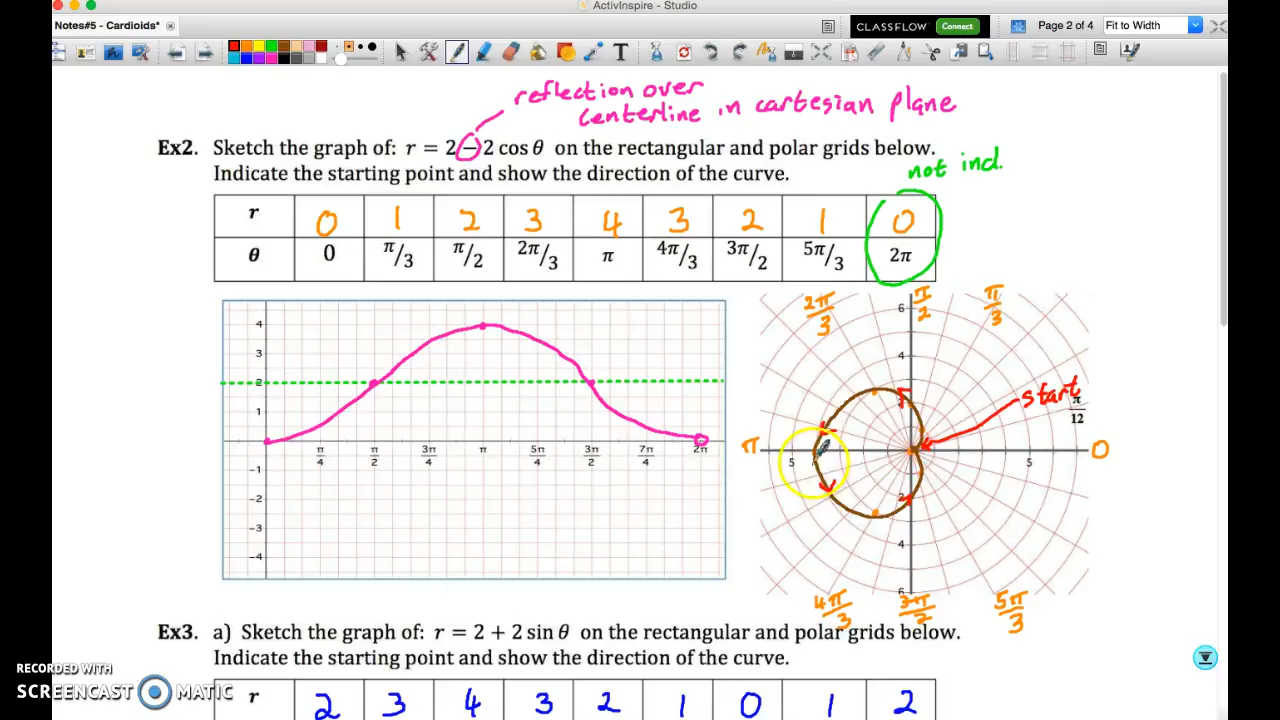 ActivInspire - Studio
Notes#5 - Cardioids*
CLASSFLOW Connect
Page 2 of 4
Fit to Width
T
reflection over
centerline in cartesian plane
Ex2. Sketch the graph of: r = 2 − 2 cos θ on the rectangular and polar grids below.
Indicate the starting point and show the direction of the curve.
not incl.
r 0 1 2 3 4 3 2 1 0
θ 0 π/3 π/2 2π/3 π 4π/3 3π/2 5π/3 2π
4
3
2
1
−1
−2
−3
−4
π/4 π/2 3π/4 π 5π/4 3π/2 7π/4 2π
2π/3 π/2 π/3
6
4
2
start
π/12
π 5 5 0
2
4
6
4π/3 3π/2 5π/3
Ex3. a) Sketch the graph of: r = 2 + 2 sin θ on the rectangular and polar grids below.
Indicate the starting point and show the direction of the curve.
r 2 3 4 3 2 1 0 1 2
RECORDED WITH
SCREENCAST MATIC